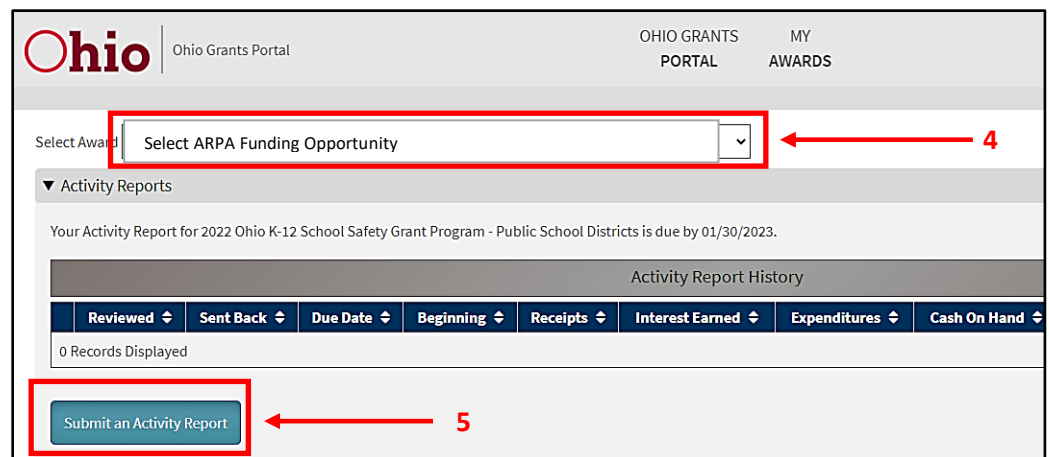 Ohio
Ohio Grants Portal
OHIO GRANTS
PORTAL
MY
AWARDS
Select Award
Select ARPA Funding Opportunity
4
▼ Activity Reports
Your Activity Report for 2022 Ohio K-12 School Safety Grant Program - Public School Districts is due by 01/30/2023.
Activity Report History
Reviewed Sent Back Due Date Beginning Receipts Interest Earned Expenditures Cash On Hand
0 Records Displayed
Submit an Activity Report
5